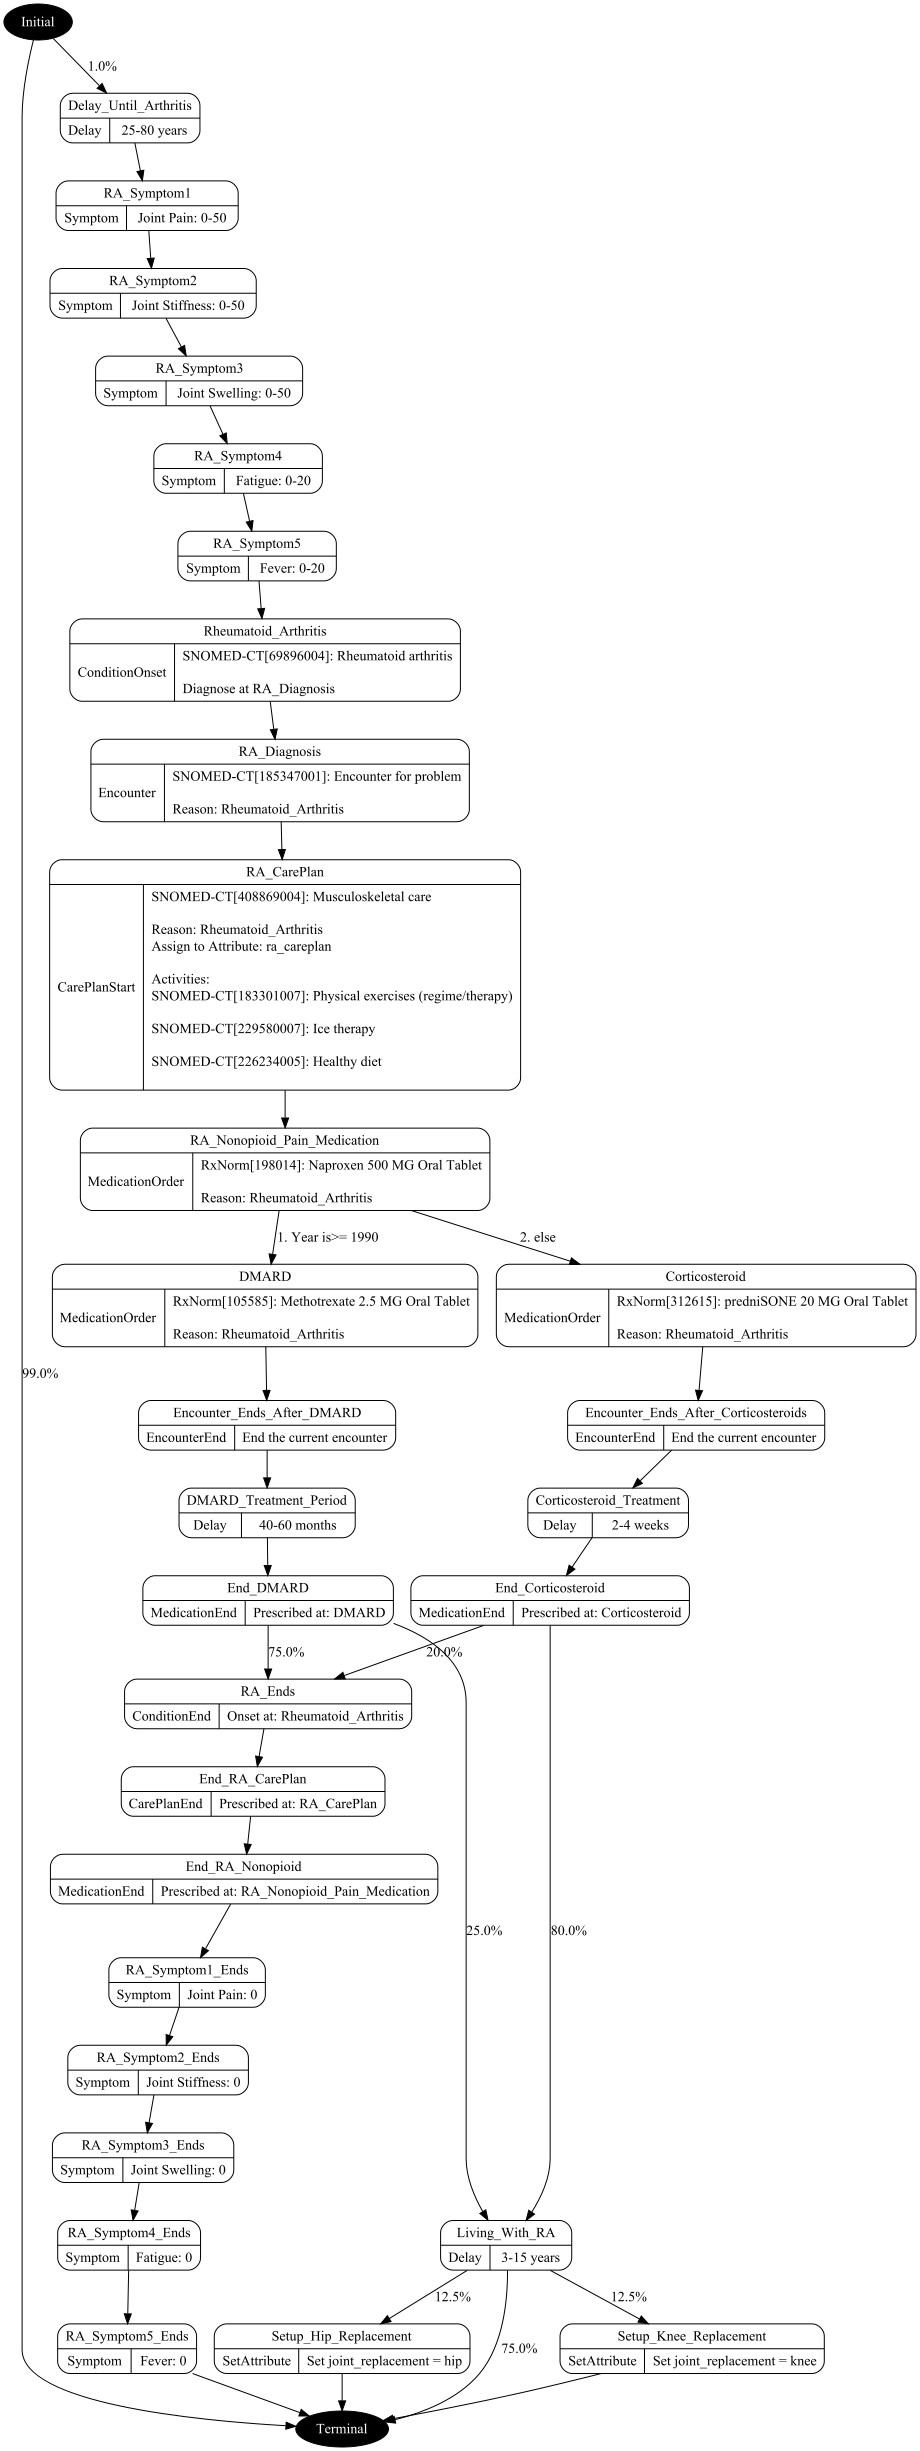 Initial
1.0%
Delay_Until_Arthritis
Delay 25-80 years
RA_Symptom1
Symptom Joint Pain: 0-50
RA_Symptom2
Symptom Joint Stiffness: 0-50
RA_Symptom3
Symptom Joint Swelling: 0-50
RA_Symptom4
Symptom Fatigue: 0-20
RA_Symptom5
Symptom Fever: 0-20
Rheumatoid_Arthritis
ConditionOnset
SNOMED-CT[69896004]: Rheumatoid arthritis
Diagnose at RA_Diagnosis
RA_Diagnosis
Encounter
SNOMED-CT[185347001]: Encounter for problem
Reason: Rheumatoid_Arthritis
RA_CarePlan
CarePlanStart
SNOMED-CT[408869004]: Musculoskeletal care
Reason: Rheumatoid_Arthritis
Assign to Attribute: ra_careplan
Activities:
SNOMED-CT[183301007]: Physical exercises (regime/therapy)
SNOMED-CT[229580007]: Ice therapy
SNOMED-CT[226234005]: Healthy diet
RA_Nonopioid_Pain_Medication
MedicationOrder
RxNorm[198014]: Naproxen 500 MG Oral Tablet
Reason: Rheumatoid_Arthritis
1. Year is>= 1990
2. else
DMARD
MedicationOrder
RxNorm[105585]: Methotrexate 2.5 MG Oral Tablet
Reason: Rheumatoid_Arthritis
Corticosteroid
MedicationOrder
RxNorm[312615]: predniSONE 20 MG Oral Tablet
Reason: Rheumatoid_Arthritis
99.0%
Encounter_Ends_After_DMARD
EncounterEnd End the current encounter
Encounter_Ends_After_Corticosteroids
EncounterEnd End the current encounter
DMARD_Treatment_Period
Delay 40-60 months
Corticosteroid_Treatment
Delay 2-4 weeks
End_DMARD
MedicationEnd Prescribed at: DMARD
End_Corticosteroid
MedicationEnd Prescribed at: Corticosteroid
75.0%
20.0%
RA_Ends
ConditionEnd Onset at: Rheumatoid_Arthritis
End_RA_CarePlan
CarePlanEnd Prescribed at: RA_CarePlan
End_RA_Nonopioid
MedicationEnd Prescribed at: RA_Nonopioid_Pain_Medication
25.0%
80.0%
RA_Symptom1_Ends
Symptom Joint Pain: 0
RA_Symptom2_Ends
Symptom Joint Stiffness: 0
RA_Symptom3_Ends
Symptom Joint Swelling: 0
RA_Symptom4_Ends
Symptom Fatigue: 0
Living_With_RA
Delay 3-15 years
12.5%
12.5%
RA_Symptom5_Ends
Symptom Fever: 0
Setup_Hip_Replacement
SetAttribute Set joint_replacement = hip
75.0%
Setup_Knee_Replacement
SetAttribute Set joint_replacement = knee
Terminal